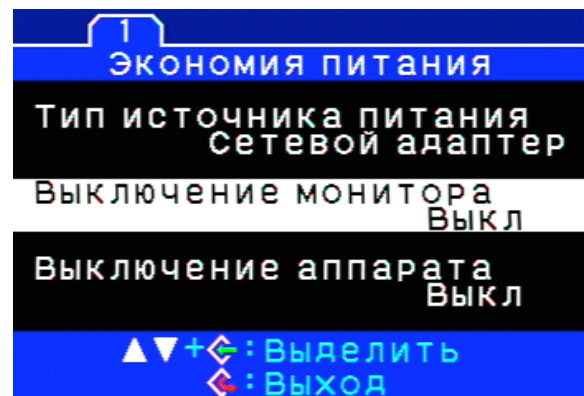 1
Экономия питания
Тип источника питания
Сетевой адаптер
Выключение монитора
Выкл
Выключение аппарата
Выкл
▲▼+: Выделить
: Выход